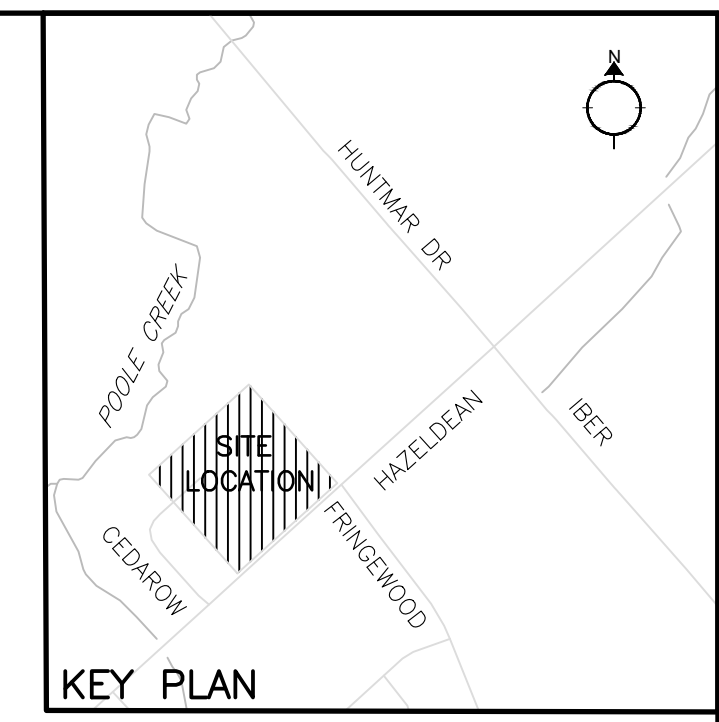 N
HUNTMAR DR
POOLE CREEK
IBER
HAZELDEAN
SITE
LOCATION
FRINGEWOOD
CEDAROW
KEY PLAN